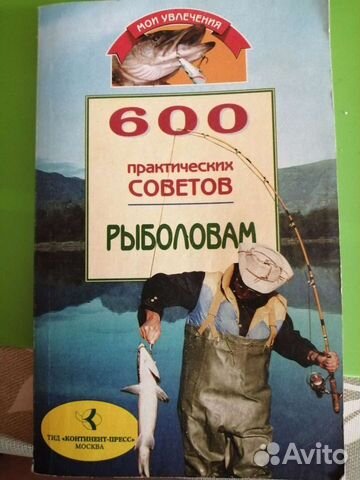 МОИ УВЛЕЧЕНИЯ
600
практических
СОВЕТОВ
РЫБОЛОВАМ
ТИД «КОНТИНЕНТ-ПРЕСС»
МОСКВА
Avito